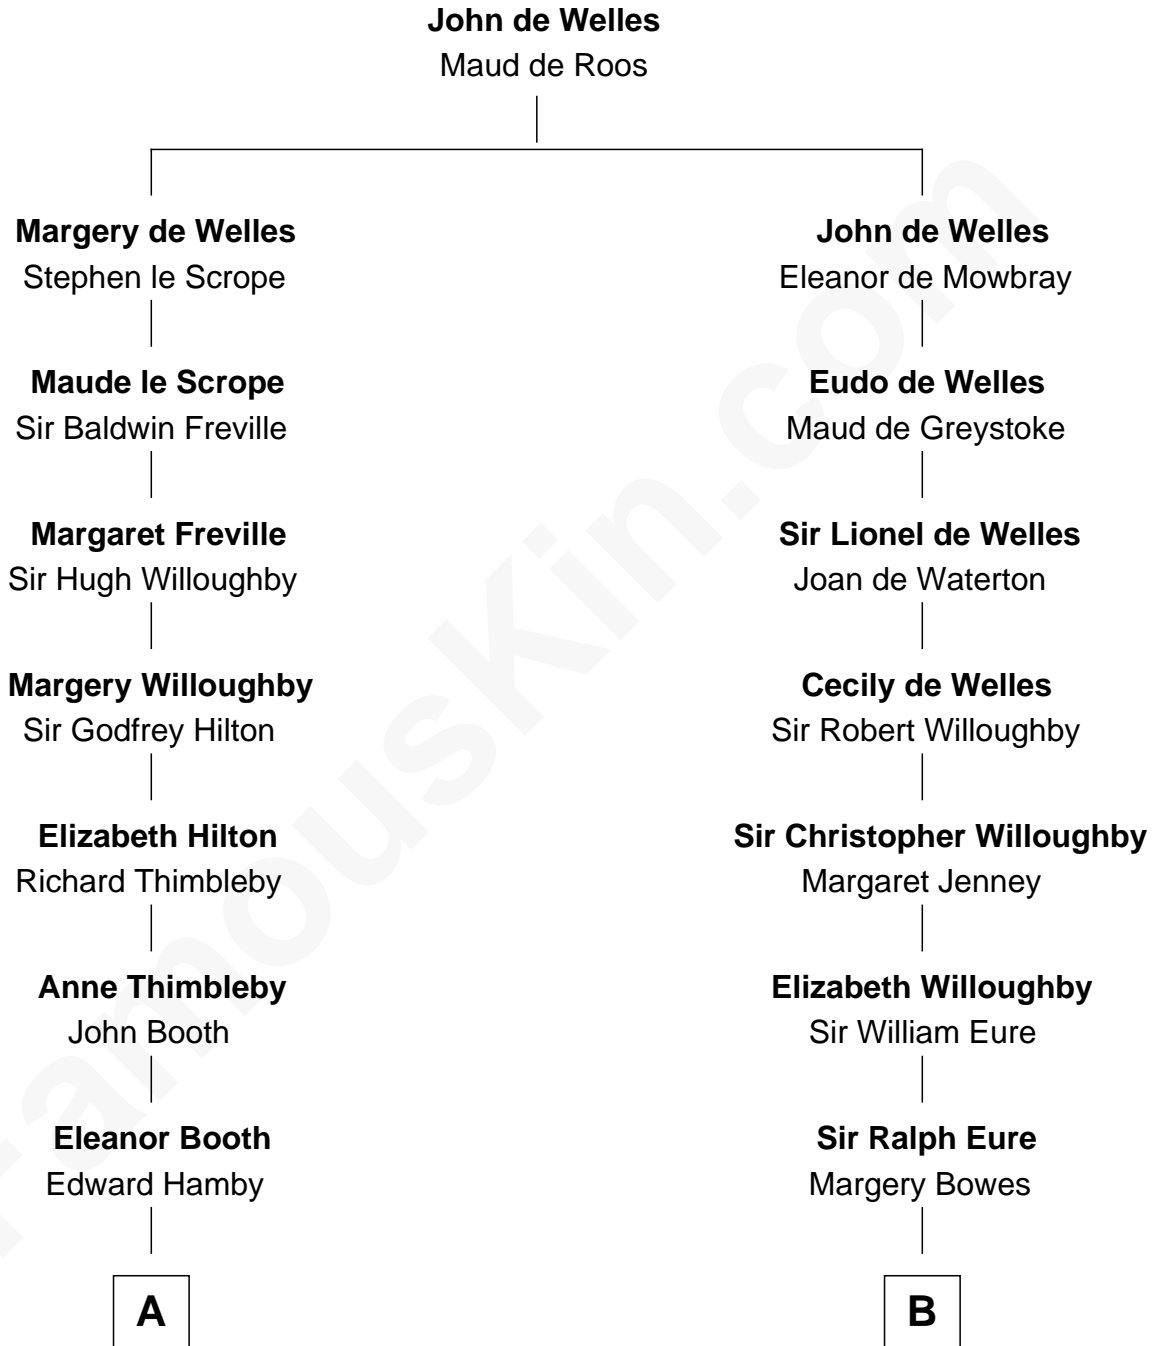 John de Welles
Maud de Roos
Margery de Welles
Stephen le Scrope
John de Welles
Eleanor de Mowbray
Maude le Scrope
Sir Baldwin Freville
Eudo de Welles
Maud de Greystoke
Margaret Freville
Sir Hugh Willoughby
Sir Lionel de Welles
Joan de Waterton
Margery Willoughby
Sir Godfrey Hilton
Cecily de Welles
Sir Robert Willoughby
Elizabeth Hilton
Richard Thimbleby
Sir Christopher Willoughby
Margaret Jenney
Anne Thimbleby
John Booth
Elizabeth Willoughby
Sir William Eure
Eleanor Booth
Edward Hamby
Sir Ralph Eure
Margery Bowes
A
B
FamousKin.com